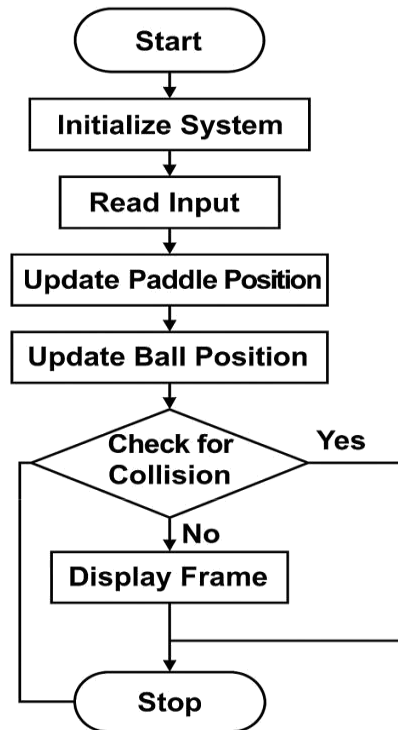 Start
Initialize System
Read Input
Update Paddle Position
Update Ball Position
Check for
Collision
Yes
No
Display Frame
Stop